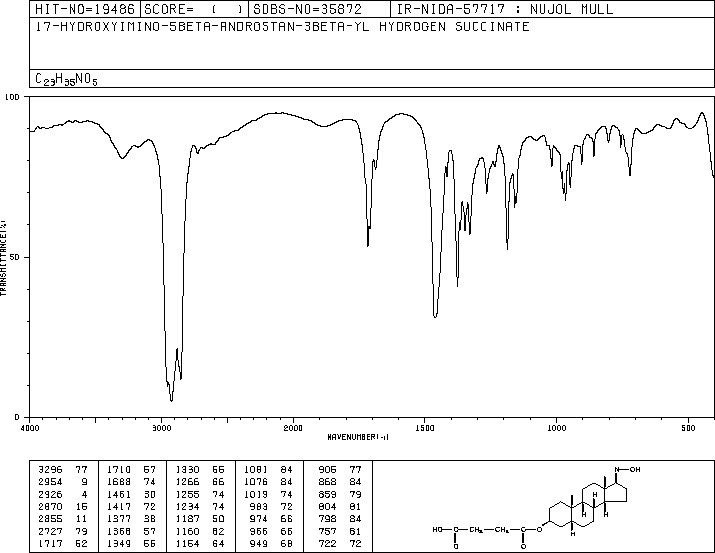 HIT-NO=19486 SCORE= ( ) SDBS-NO=35872 IR-NIDA-57717 : NUJOL MULL
17-HYDROXYIMINO-5BETA-ANDROSTAN-3BETA-YL HYDROGEN SUCCINATE
C23H35NO5
100
50
0
TRANSMITTANCE(%)
4000 3000 2000 1500 1000 500
WAVENUMBER(-1)
3296 77 1710 57 1330 56 1081 84 905 77
2954 9 1688 74 1266 66 1076 84 868 84
2926 4 1461 30 1255 74 1019 74 859 79
2870 15 1417 72 1234 74 983 72 804 81
2855 11 1377 38 1187 50 974 66 798 84
2727 79 1368 57 1160 62 966 66 757 81
1717 52 1349 56 1154 64 949 68 722 72
N OH
H
H H
HO C CH2 CH2 C O
O O H